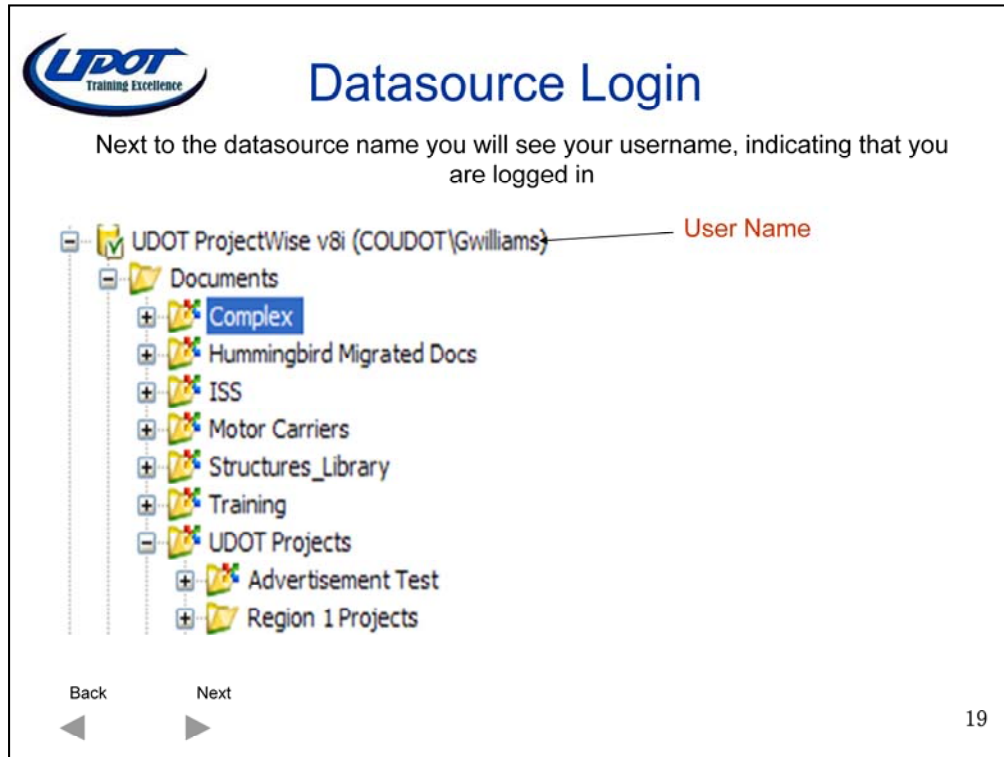 UDOT
Training Excellence
Datasource Login
Next to the datasource name you will see your username, indicating that you
are logged in
UDOT ProjectWise v8i (COUDOT\Gwilliams)
User Name
Documents
Complex
Hummingbird Migrated Docs
ISS
Motor Carriers
Structures_Library
Training
UDOT Projects
Advertisement Test
Region 1 Projects
Back Next
19